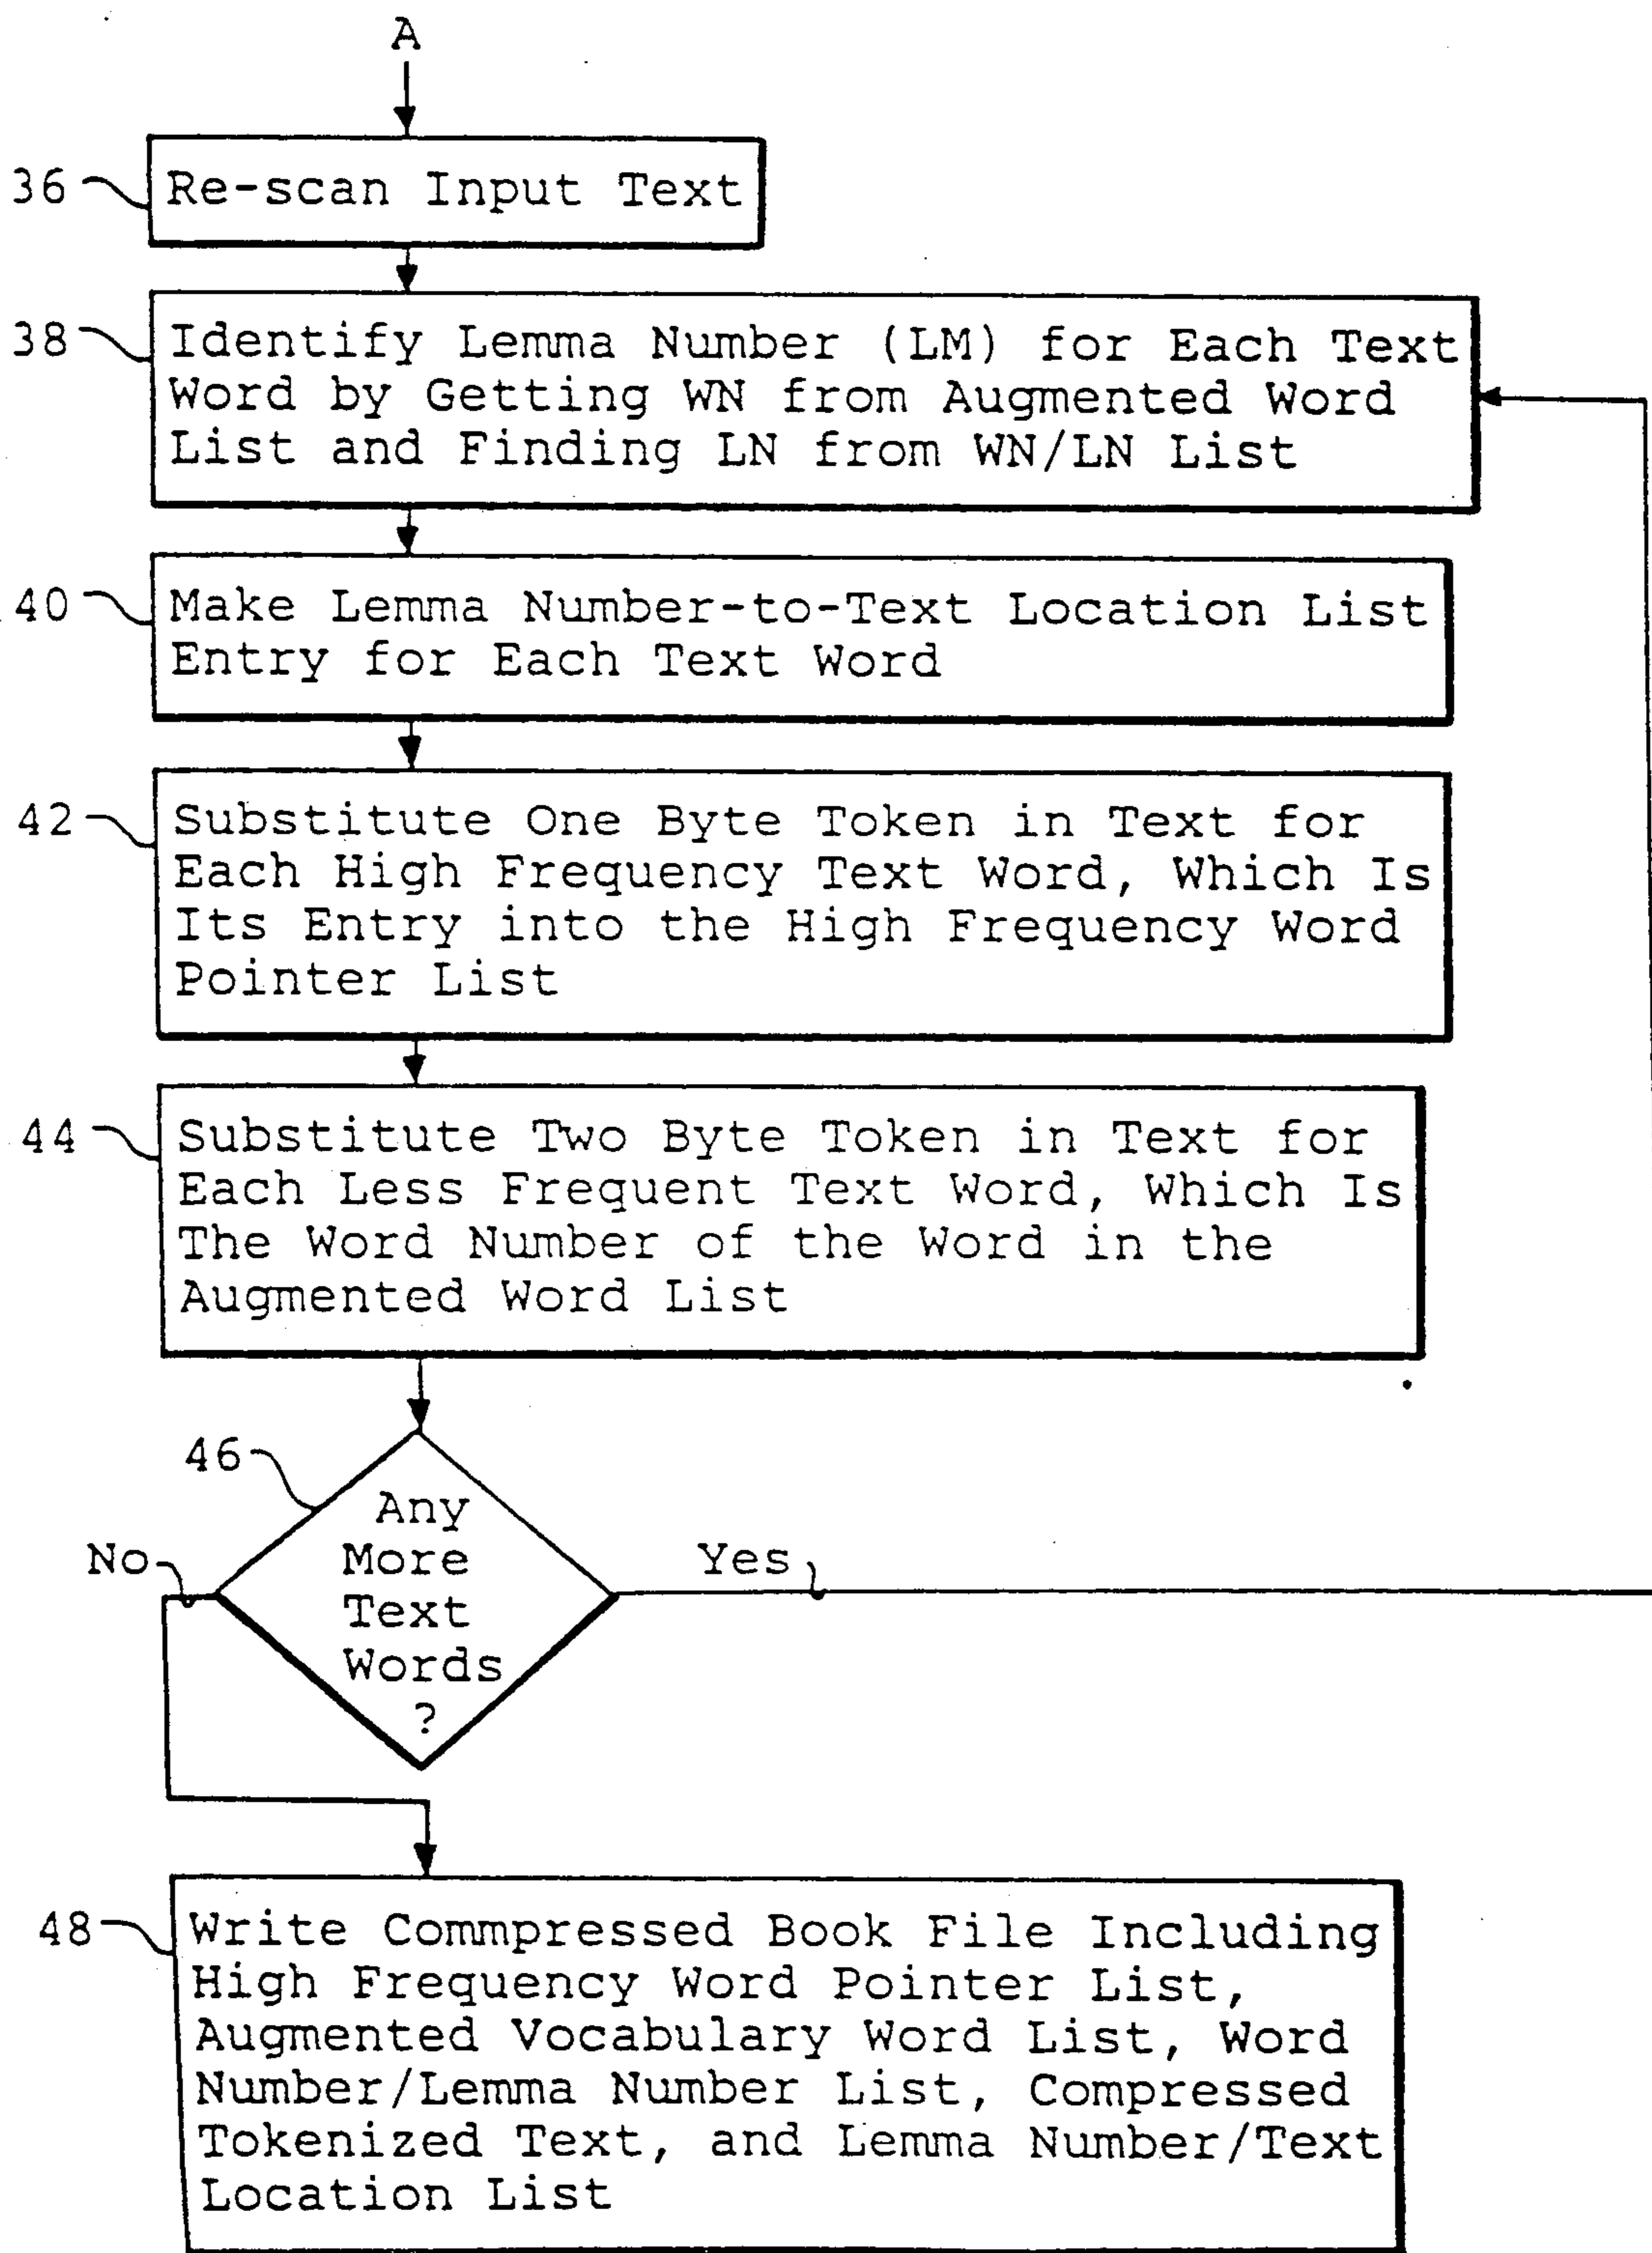 A
36
Re-scan Input Text
38
Identify Lemma Number (LM) for Each Text
Word by Getting WN from Augmented Word
List and Finding LN from WN/LN List
40
Make Lemma Number-to-Text Location List
Entry for Each Text Word
42
Substitute One Byte Token in Text for
Each High Frequency Text Word, Which Is
Its Entry into the High Frequency Word
Pointer List
44
Substitute Two Byte Token in Text for
Each Less Frequent Text Word, Which Is
The Word Number of the Word in the
Augmented Word List
46
Any
More
Text
Words
?
No
Yes
48
Write Commpressed Book File Including
High Frequency Word Pointer List,
Augmented Vocabulary Word List, Word
Number/Lemma Number List, Compressed
Tokenized Text, and Lemma Number/Text
Location List